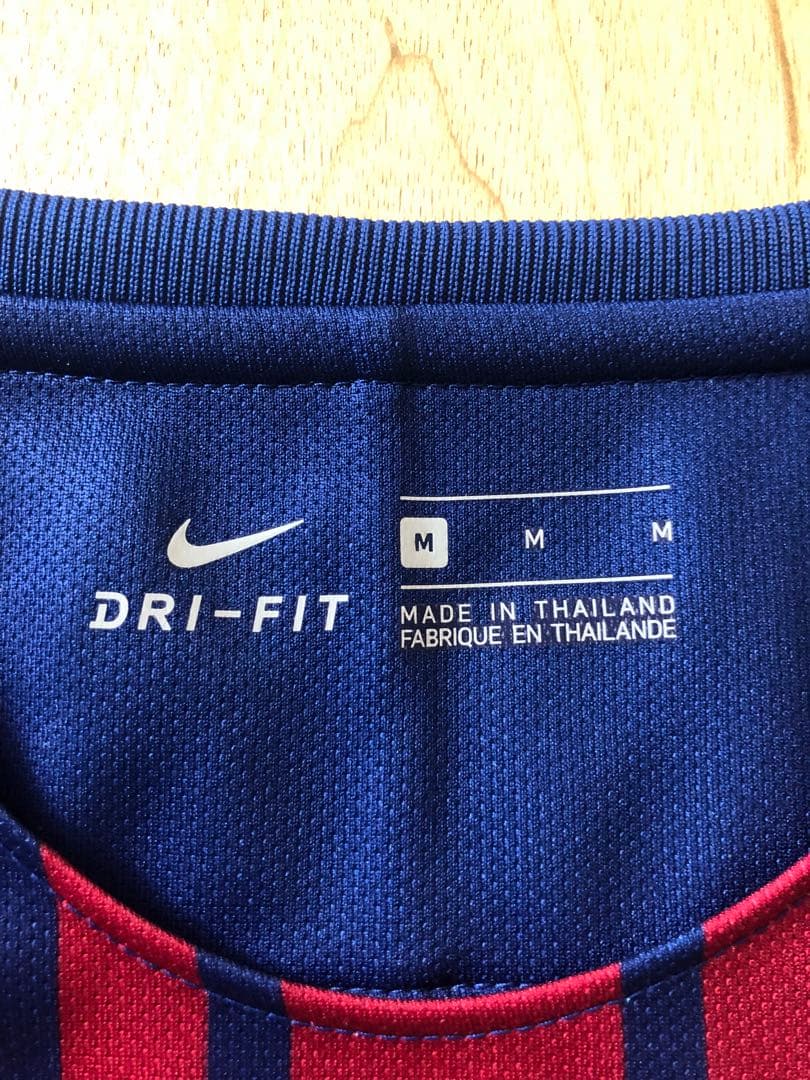 DRI-FIT
M M M
MADE IN THAILAND
FABRIQUE EN THAILANDE